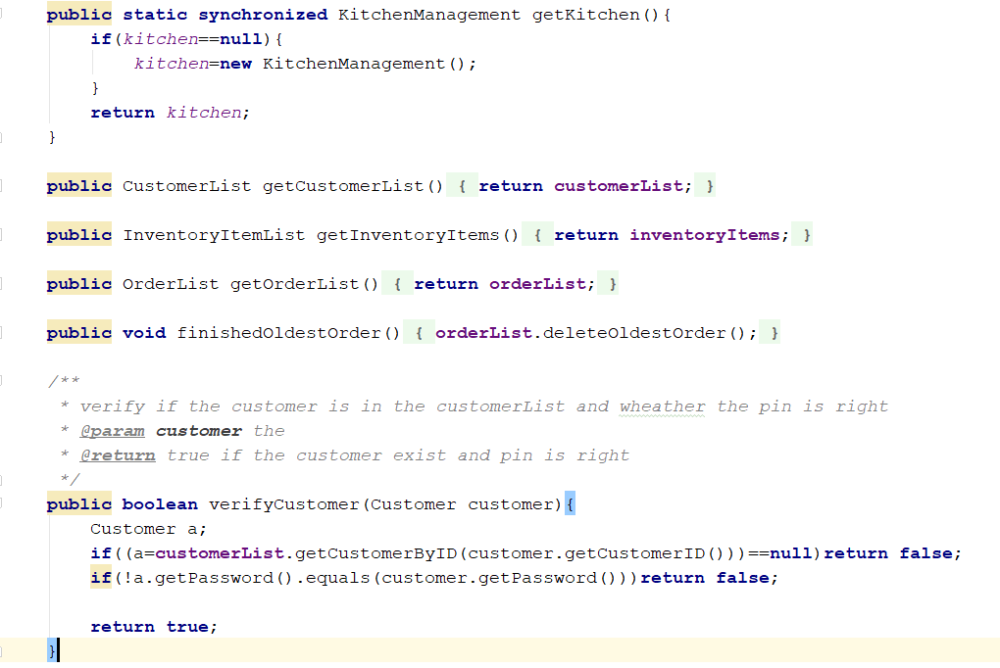 public static synchronized KitchenManagement getKitchen(){
if(kitchen==null){
kitchen=new KitchenManagement();
}
return kitchen;
}
public CustomerList getCustomerList() { return customerList; }
public InventoryItemList getInventoryItems() { return inventoryItems; }
public OrderList getOrderList() { return orderList; }
public void finishedOldestOrder() { orderList.deleteOldestOrder(); }
/**
* verify if the customer is in the customerList and wheather the pin is right
* @param customer the
* @return true if the customer exist and pin is right
*/
public boolean verifyCustomer(Customer customer){
Customer a;
if((a=customerList.getCustomerByID(customer.getCustomerID()))==null)return false;
if(!a.getPassword().equals(customer.getPassword()))return false;
return true;
}